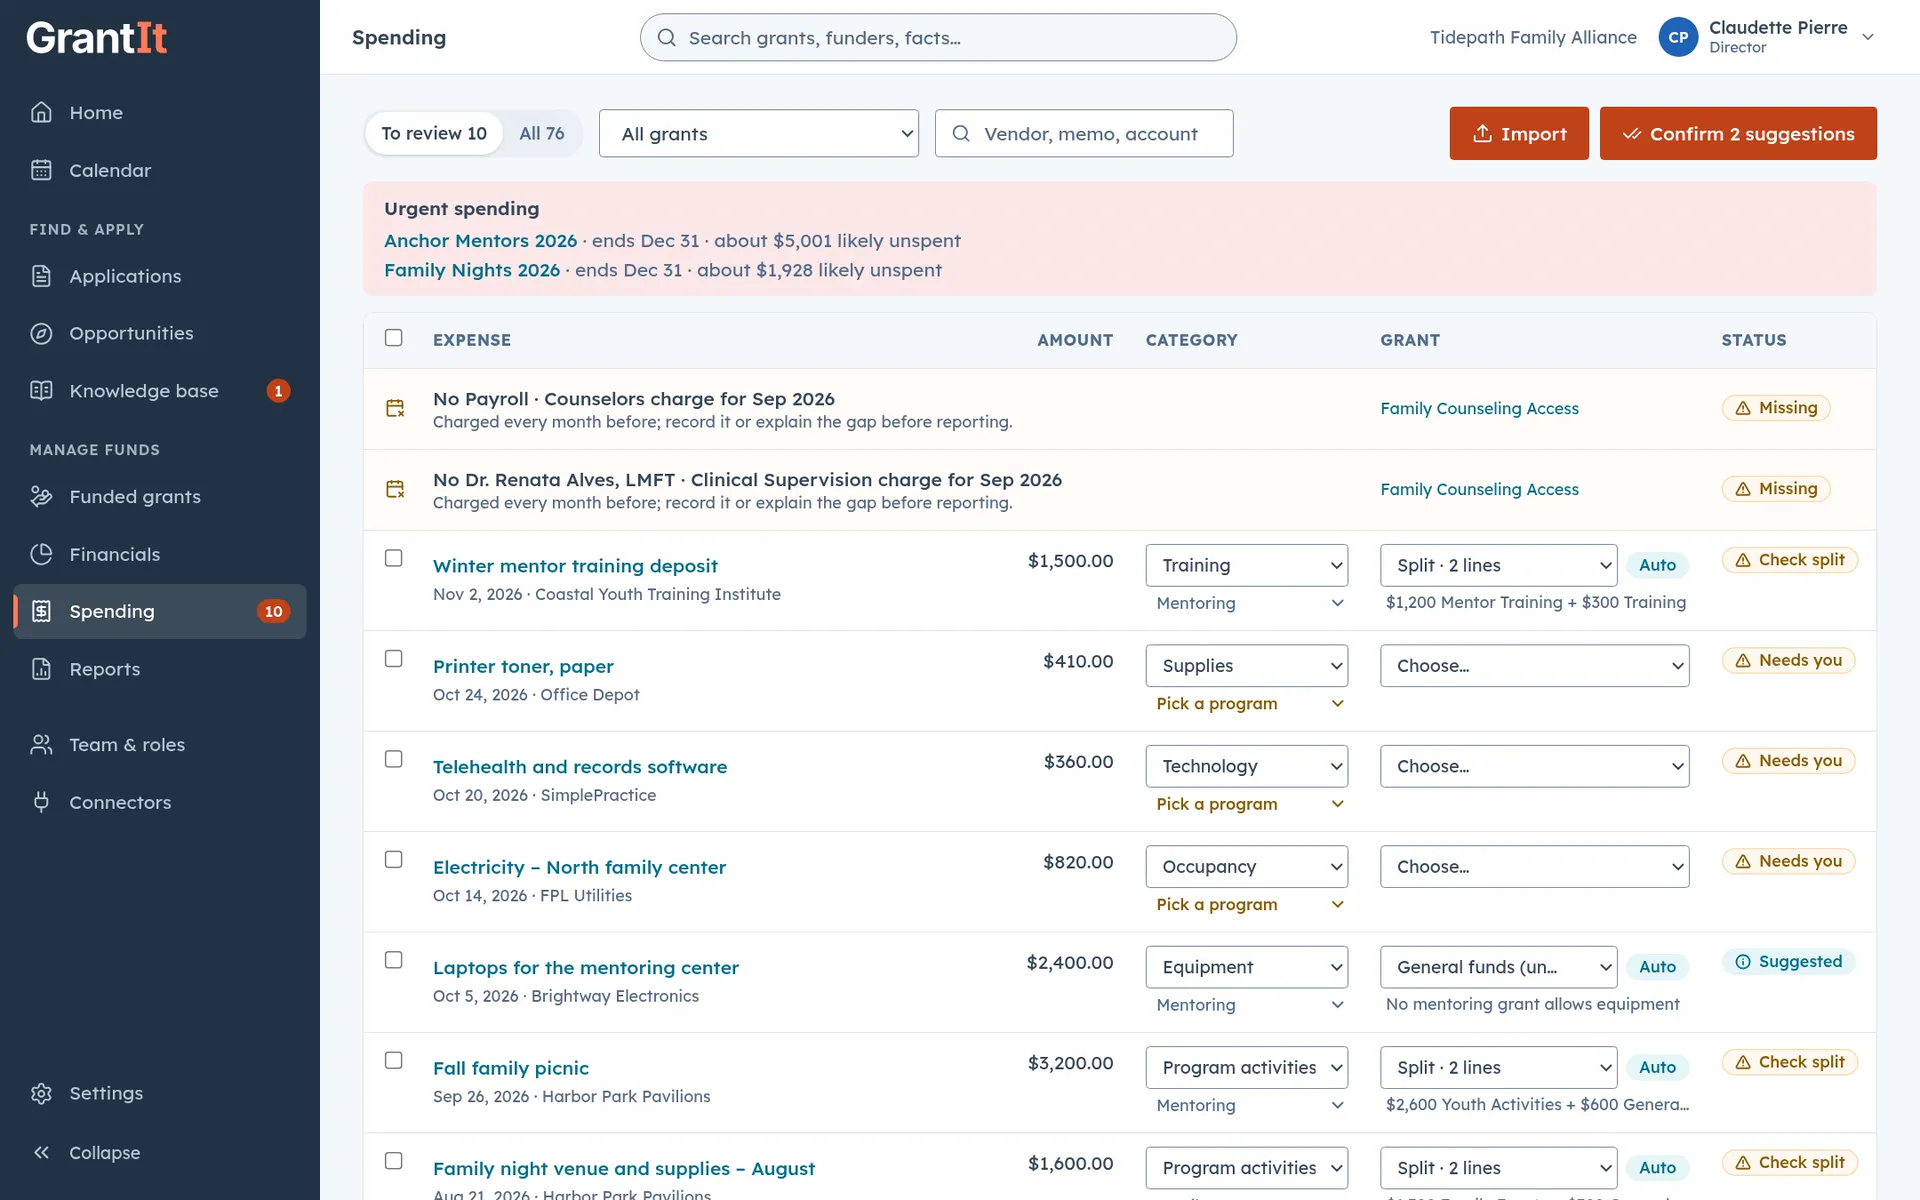 GrantIt
Home
Calendar
FIND & APPLY
Applications
Opportunities
Knowledge base 1
MANAGE FUNDS
Funded grants
Financials
Spending 10
Reports
Team & roles
Connectors
Settings
Collapse
Spending
Search grants, funders, facts...
Tidepath Family Alliance
CP
Claudette Pierre
Director
To review 10
All 76
All grants
Vendor, memo, account
Import
Confirm 2 suggestions
Urgent spending
Anchor Mentors 2026 · ends Dec 31 · about $5,001 likely unspent
Family Nights 2026 · ends Dec 31 · about $1,928 likely unspent
EXPENSE AMOUNT CATEGORY GRANT STATUS
No Payroll · Counselors charge for Sep 2026
Charged every month before; record it or explain the gap before reporting.
Family Counseling Access
Missing
No Dr. Renata Alves, LMFT · Clinical Supervision charge for Sep 2026
Charged every month before; record it or explain the gap before reporting.
Family Counseling Access
Missing
Winter mentor training deposit
Nov 2, 2026 · Coastal Youth Training Institute
$1,500.00
Training
Mentoring
Split · 2 lines
Auto
$1,200 Mentor Training + $300 Training
Check split
Printer toner, paper
Oct 24, 2026 · Office Depot
$410.00
Supplies
Pick a program
Choose...
Needs you
Telehealth and records software
Oct 20, 2026 · SimplePractice
$360.00
Technology
Pick a program
Choose...
Needs you
Electricity – North family center
Oct 14, 2026 · FPL Utilities
$820.00
Occupancy
Pick a program
Choose...
Needs you
Laptops for the mentoring center
Oct 5, 2026 · Brightway Electronics
$2,400.00
Equipment
Mentoring
General funds (un...
Auto
No mentoring grant allows equipment
Suggested
Fall family picnic
Sep 26, 2026 · Harbor Park Pavilions
$3,200.00
Program activities
Mentoring
Split · 2 lines
Auto
$2,600 Youth Activities + $600 Genera...
Check split
Family night venue and supplies – August
Aug 21, 2026 · Harbor Park Pavilions
$1,600.00
Program activities
Split · 2 lines
Auto
Check split